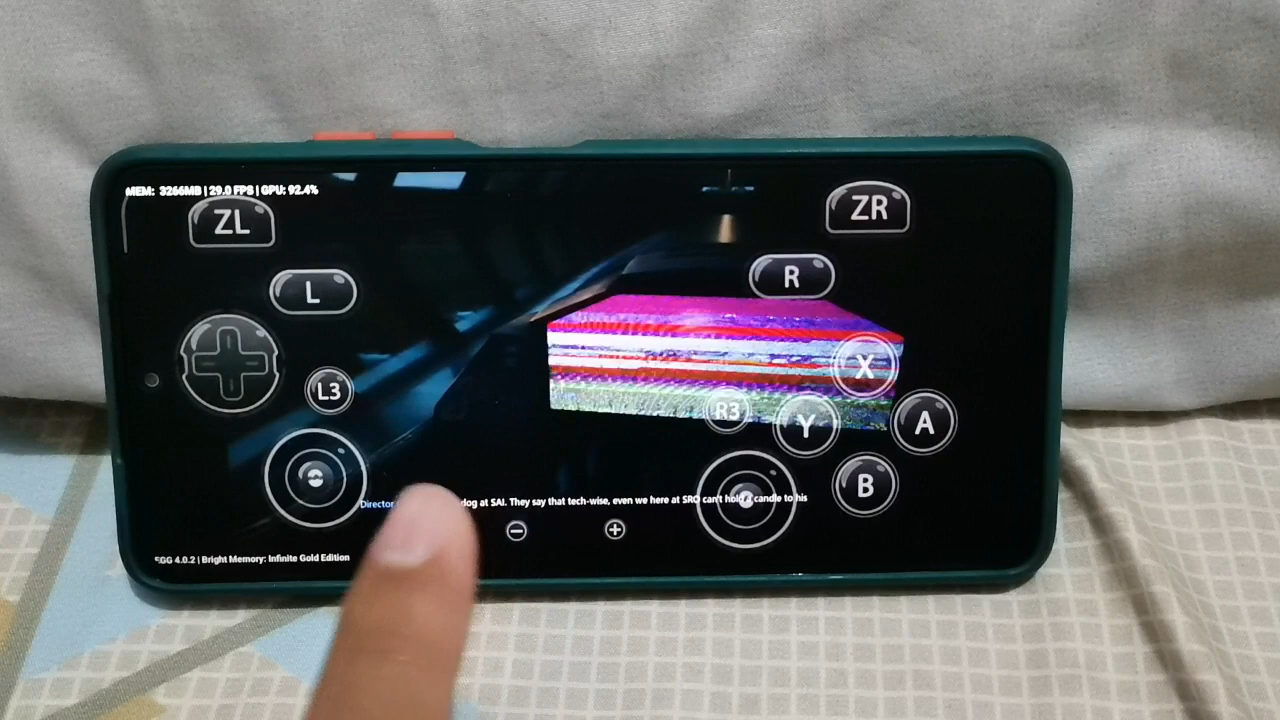 MEM: 3266MB | 29.0 FPS | GPU: 92.4%
ZL
ZR
L
R
L3
X
R3
Y
A
B
Director
at SAI. They say that tech-wise, even we here at SRO can't hold a candle to his
EGG 4.0.2 | Bright Memory: Infinite Gold Edition